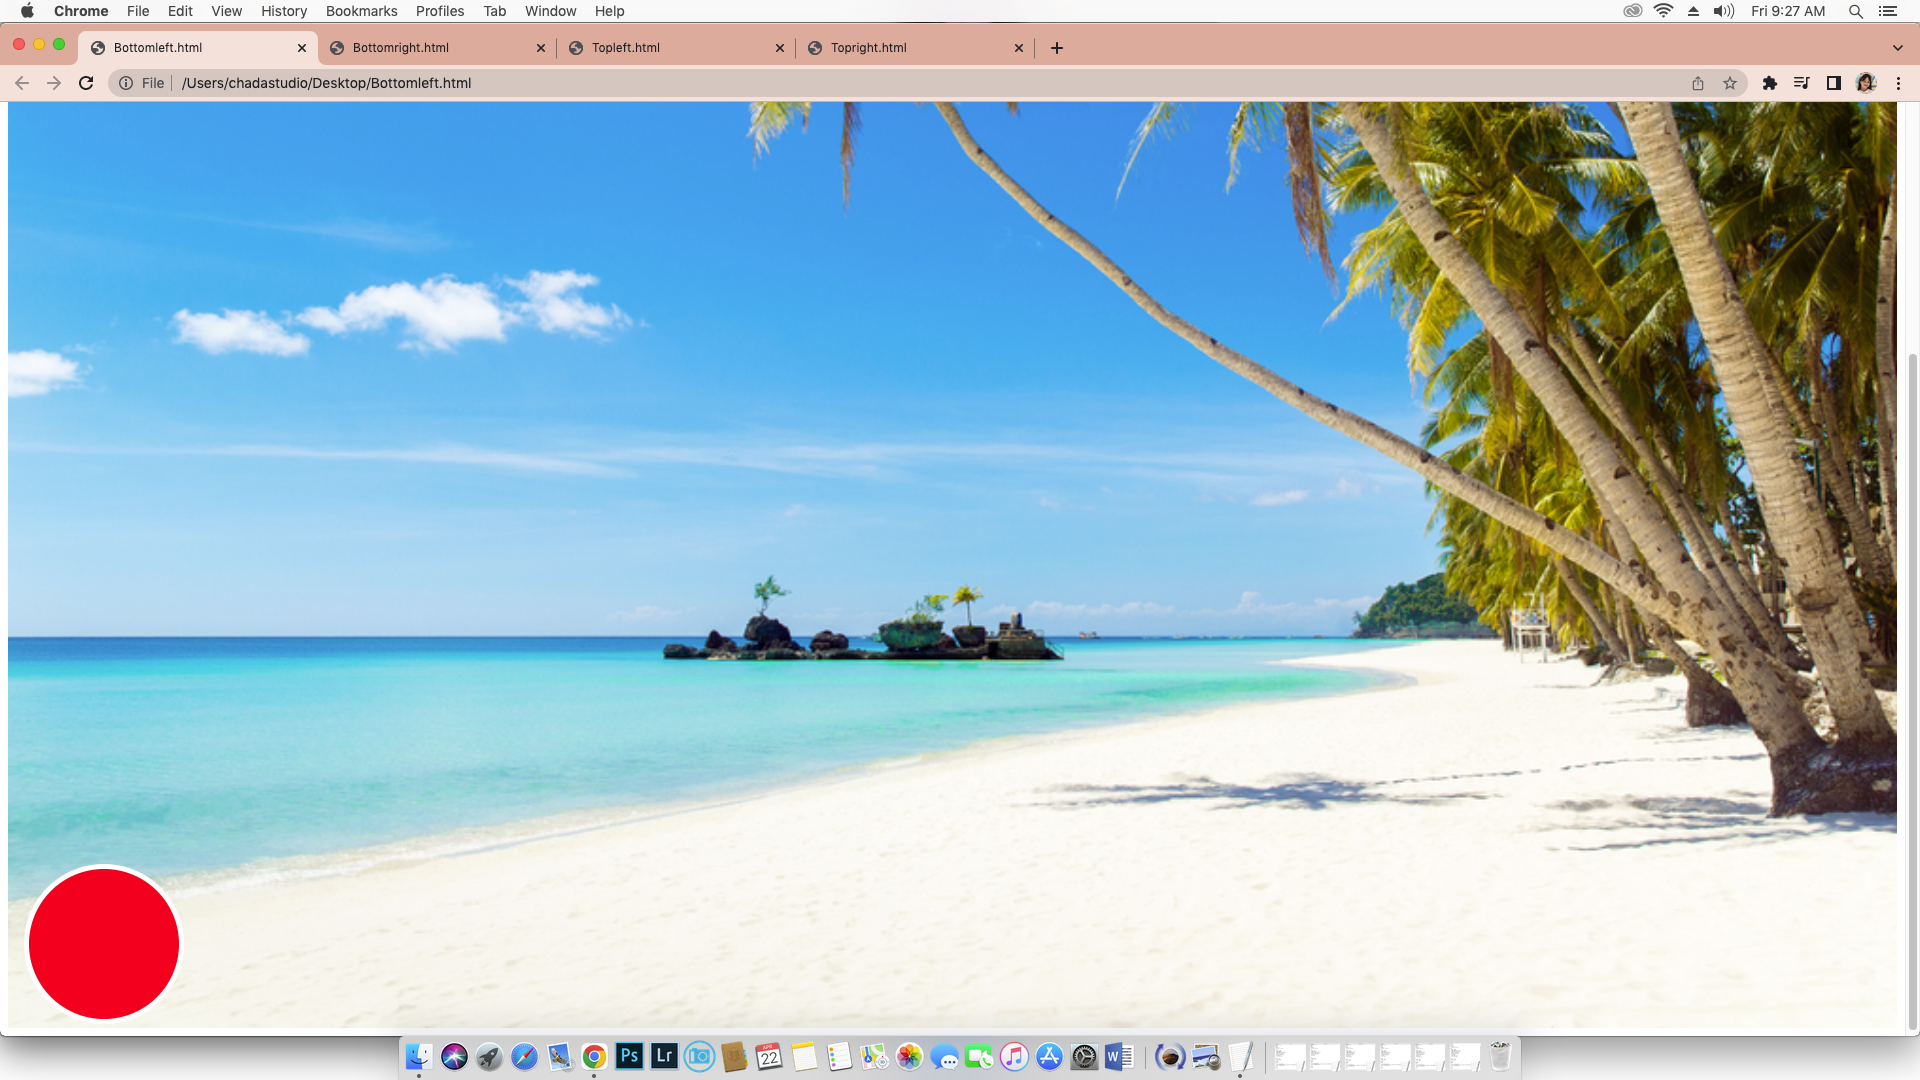 Chrome File Edit View History Bookmarks Profiles Tab Window Help Fri 9:27 AM
Bottomleft.html Bottomright.html Topleft.html Topright.html
File /Users/chadastudio/Desktop/Bottomleft.html
Ps Lr APR 22 W